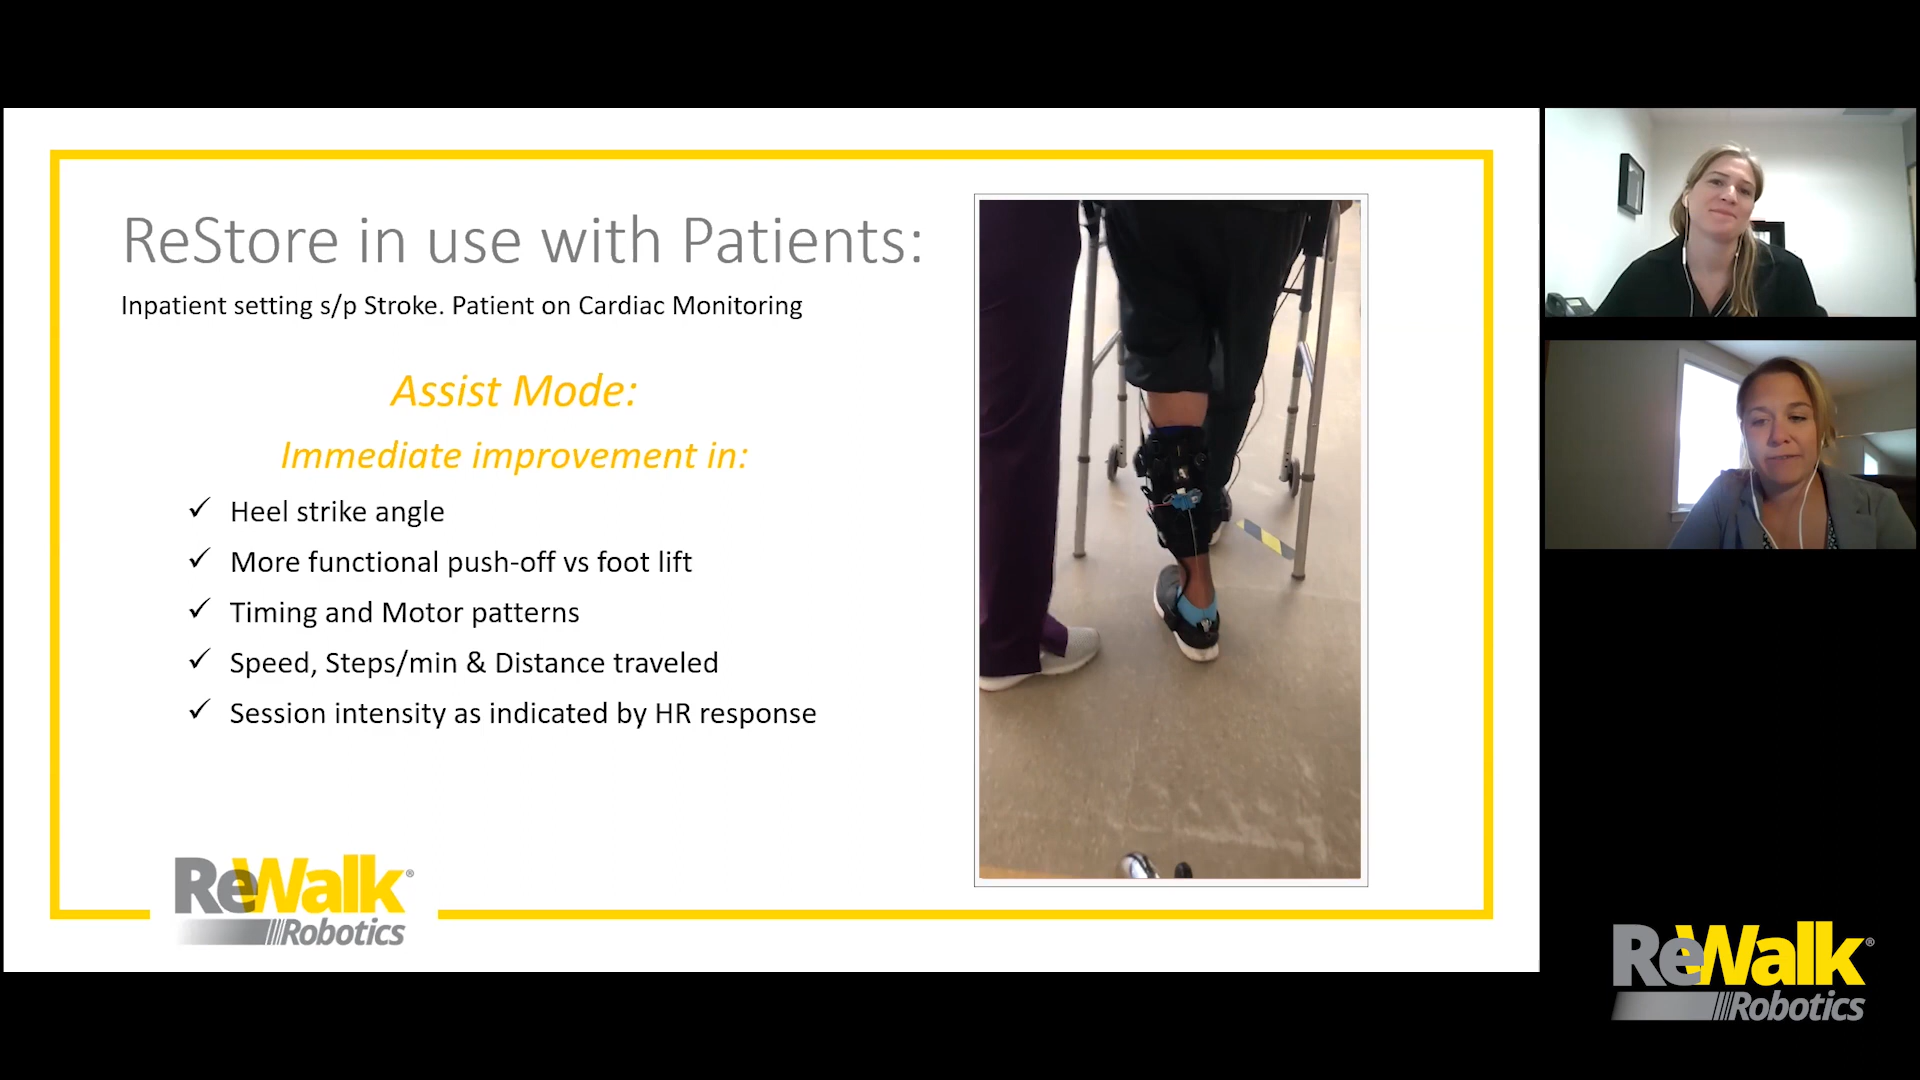 ReStore in use with Patients:
Inpatient setting s/p Stroke. Patient on Cardiac Monitoring
Assist Mode:
Immediate improvement in:
✓ Heel strike angle
✓ More functional push-off vs foot lift
✓ Timing and Motor patterns
✓ Speed, Steps/min & Distance traveled
✓ Session intensity as indicated by HR response
ReWalk®
Robotics
ReWalk®
Robotics